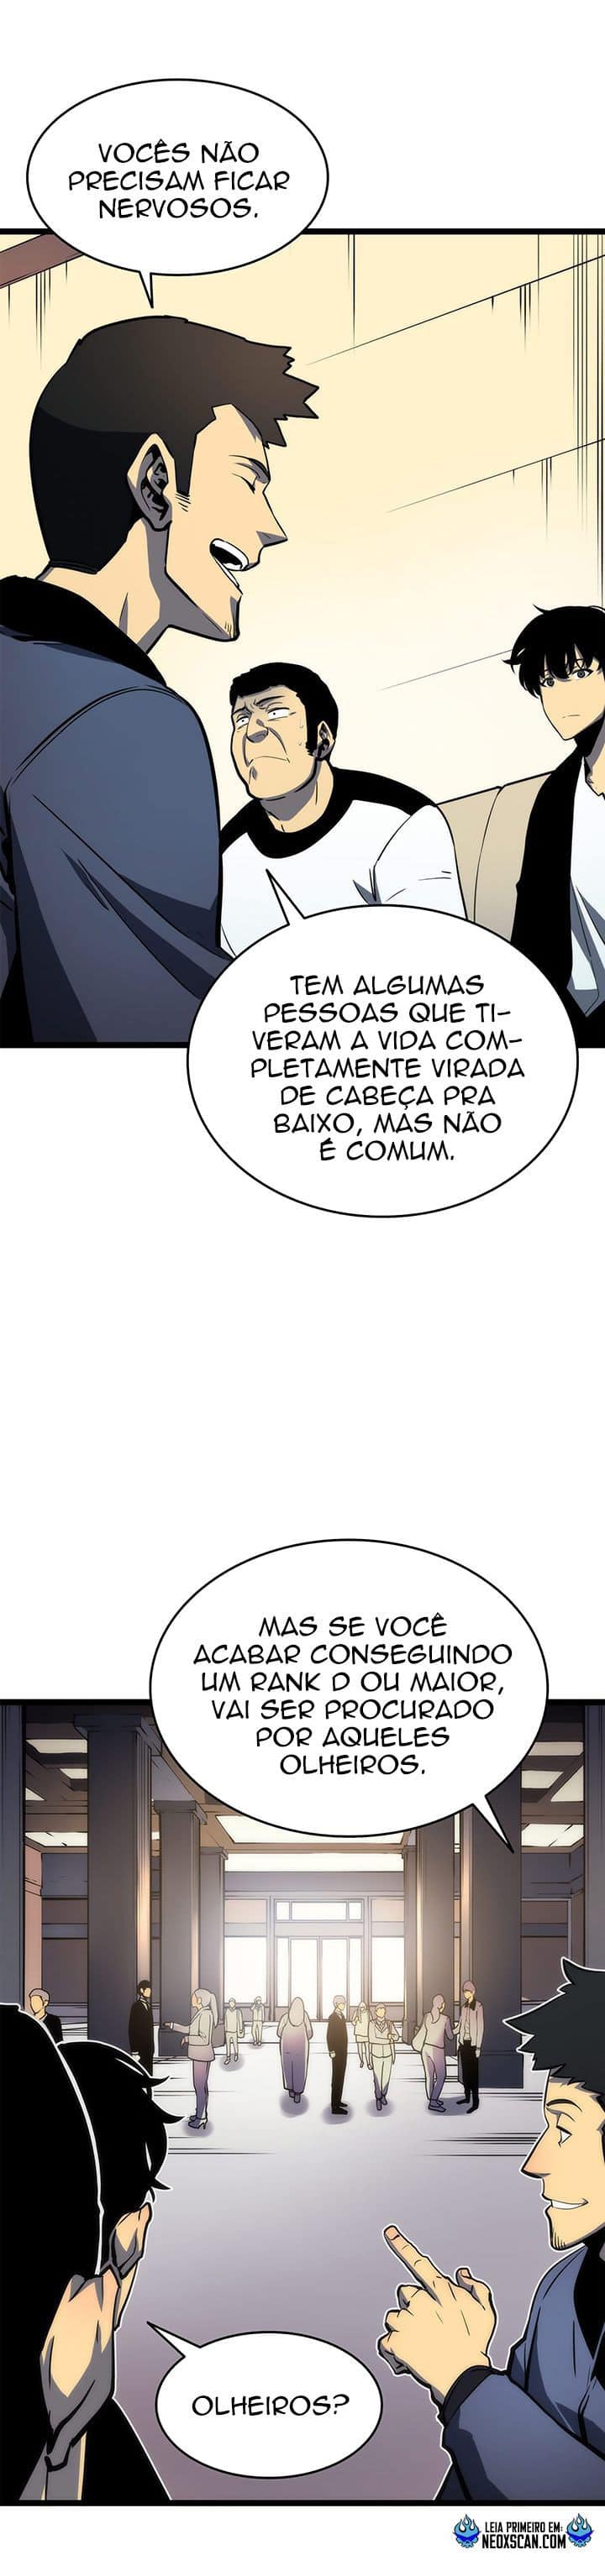 VOCÊS NÃO
PRECISAM FICAR
NERVOSOS.
TEM ALGUMAS
PESSOAS QUE TI-
VERAM A VIDA COM-
PLETAMENTE VIRADA
DE CABEÇA PRA
BAIXO, MAS NÃO
É COMUM.
MAS SE VOCÊ
ACABAR CONSEGUINDO
UM RANK D OU MAIOR,
VAI SER PROCURADO
POR AQUELES
OLHEIROS.
OLHEIROS?
LEIA PRIMEIRO EM:
NEOXSCAN.COM